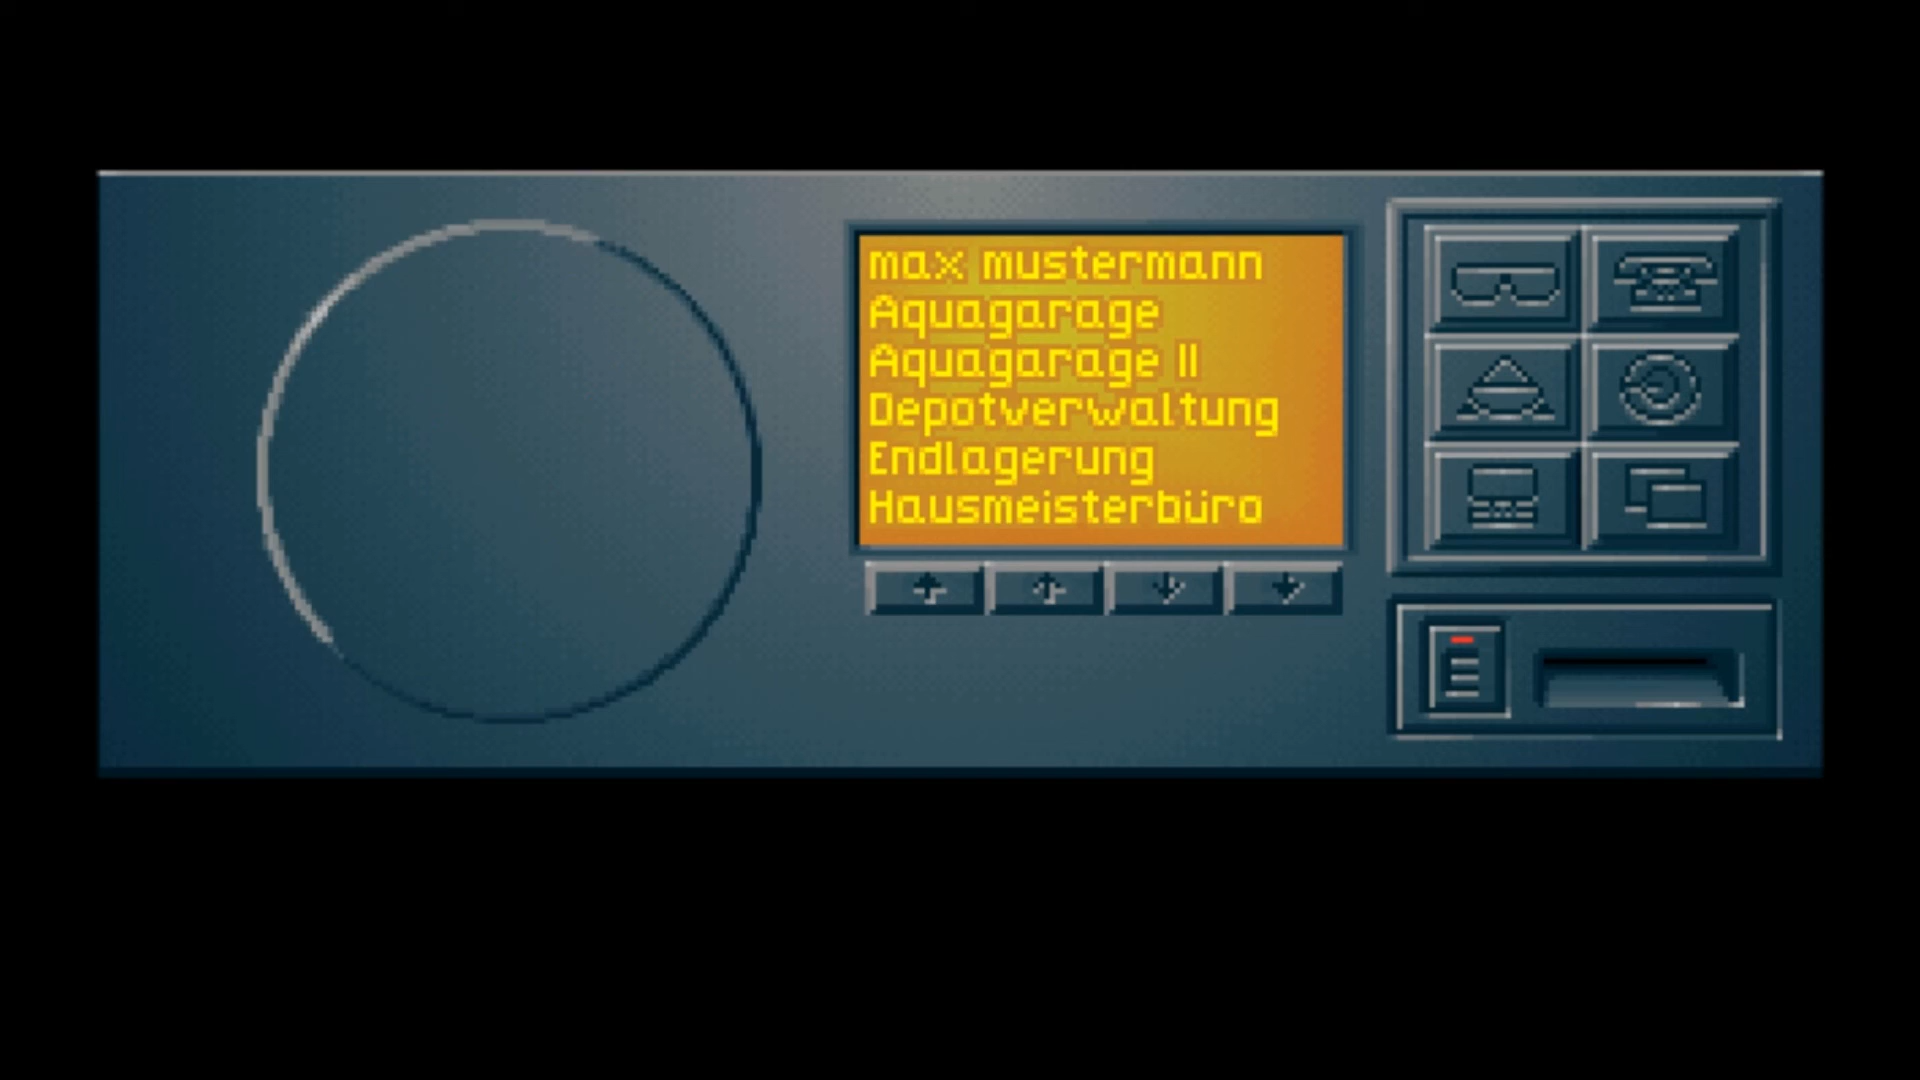 max mustermann
Aquagarage
Aquagarage II
Depotverwaltung
Endlagerung
Hausmeisterbüro